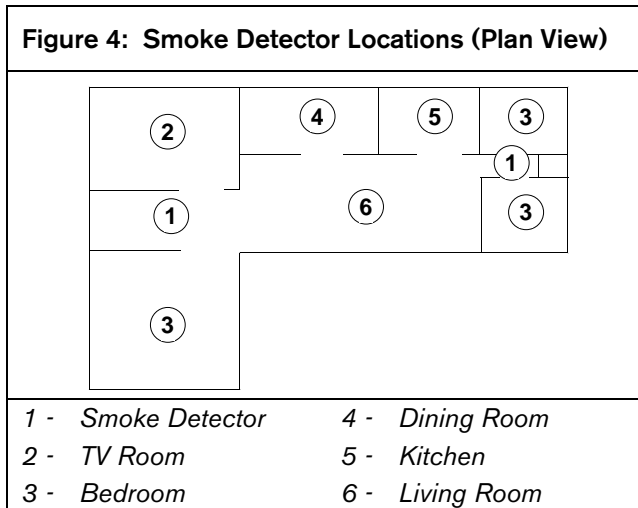 Figure 4: Smoke Detector Locations (Plan View)
2
4
5
3
1
1
6
3
3
1 - Smoke Detector
2 - TV Room
3 - Bedroom
4 - Dining Room
5 - Kitchen
6 - Living Room